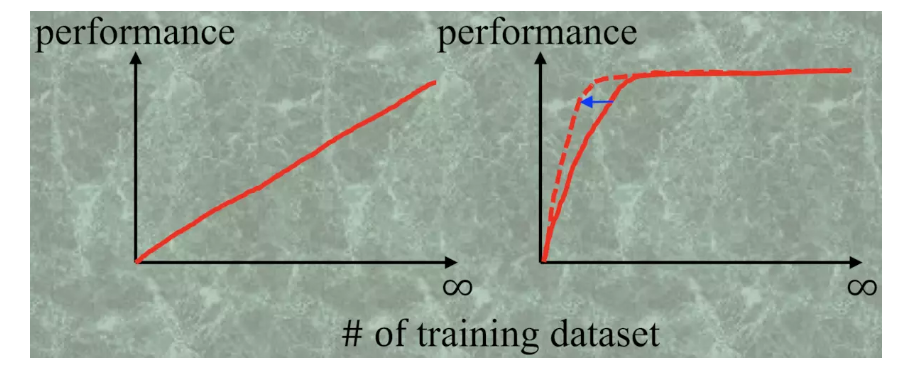 performance
performance
∞
∞
# of training dataset